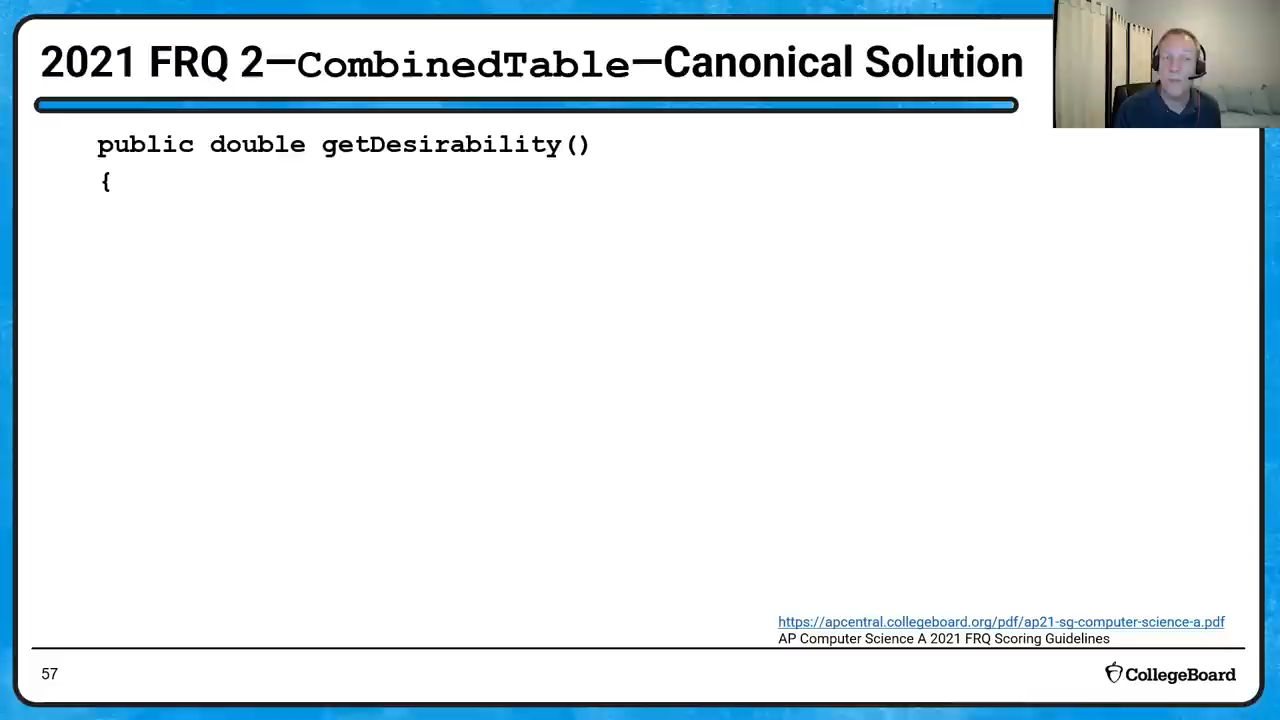 2021 FRQ 2—CombinedTable—Canonical Solution
public double getDesirability()
{
https://apcentral.collegeboard.org/pdf/ap21-sg-computer-science-a.pdf
AP Computer Science A 2021 FRQ Scoring Guidelines
57
CollegeBoard